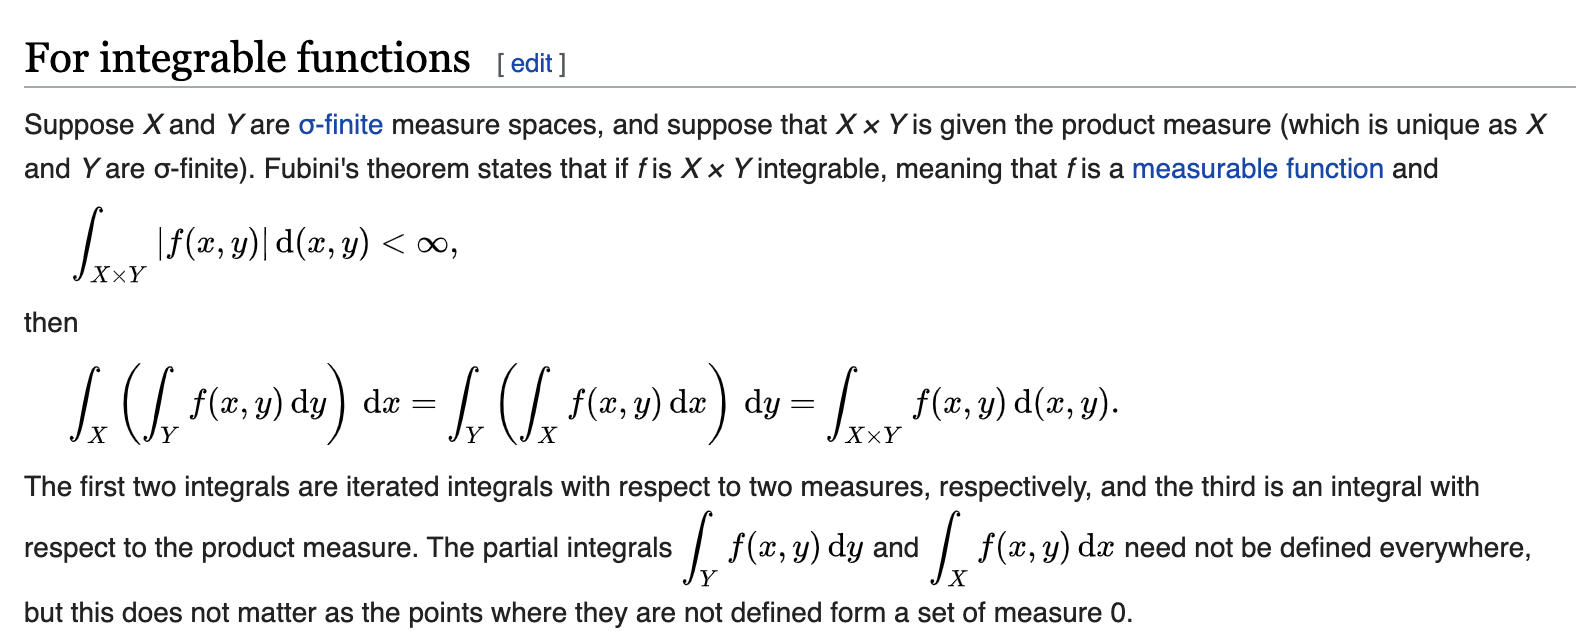 For integrable functions [ edit ]
Suppose X and Y are σ-finite measure spaces, and suppose that X × Y is given the product measure (which is unique as X
and Y are σ-finite). Fubini's theorem states that if f is X × Y integrable, meaning that f is a measurable function and
∫_{X×Y} |f(x, y)| d(x, y) < ∞,
then
∫_X (∫_Y f(x, y) dy) dx = ∫_Y (∫_X f(x, y) dx) dy = ∫_{X×Y} f(x, y) d(x, y).
The first two integrals are iterated integrals with respect to two measures, respectively, and the third is an integral with
respect to the product measure. The partial integrals ∫_Y f(x, y) dy and ∫_X f(x, y) dx need not be defined everywhere,
but this does not matter as the points where they are not defined form a set of measure 0.